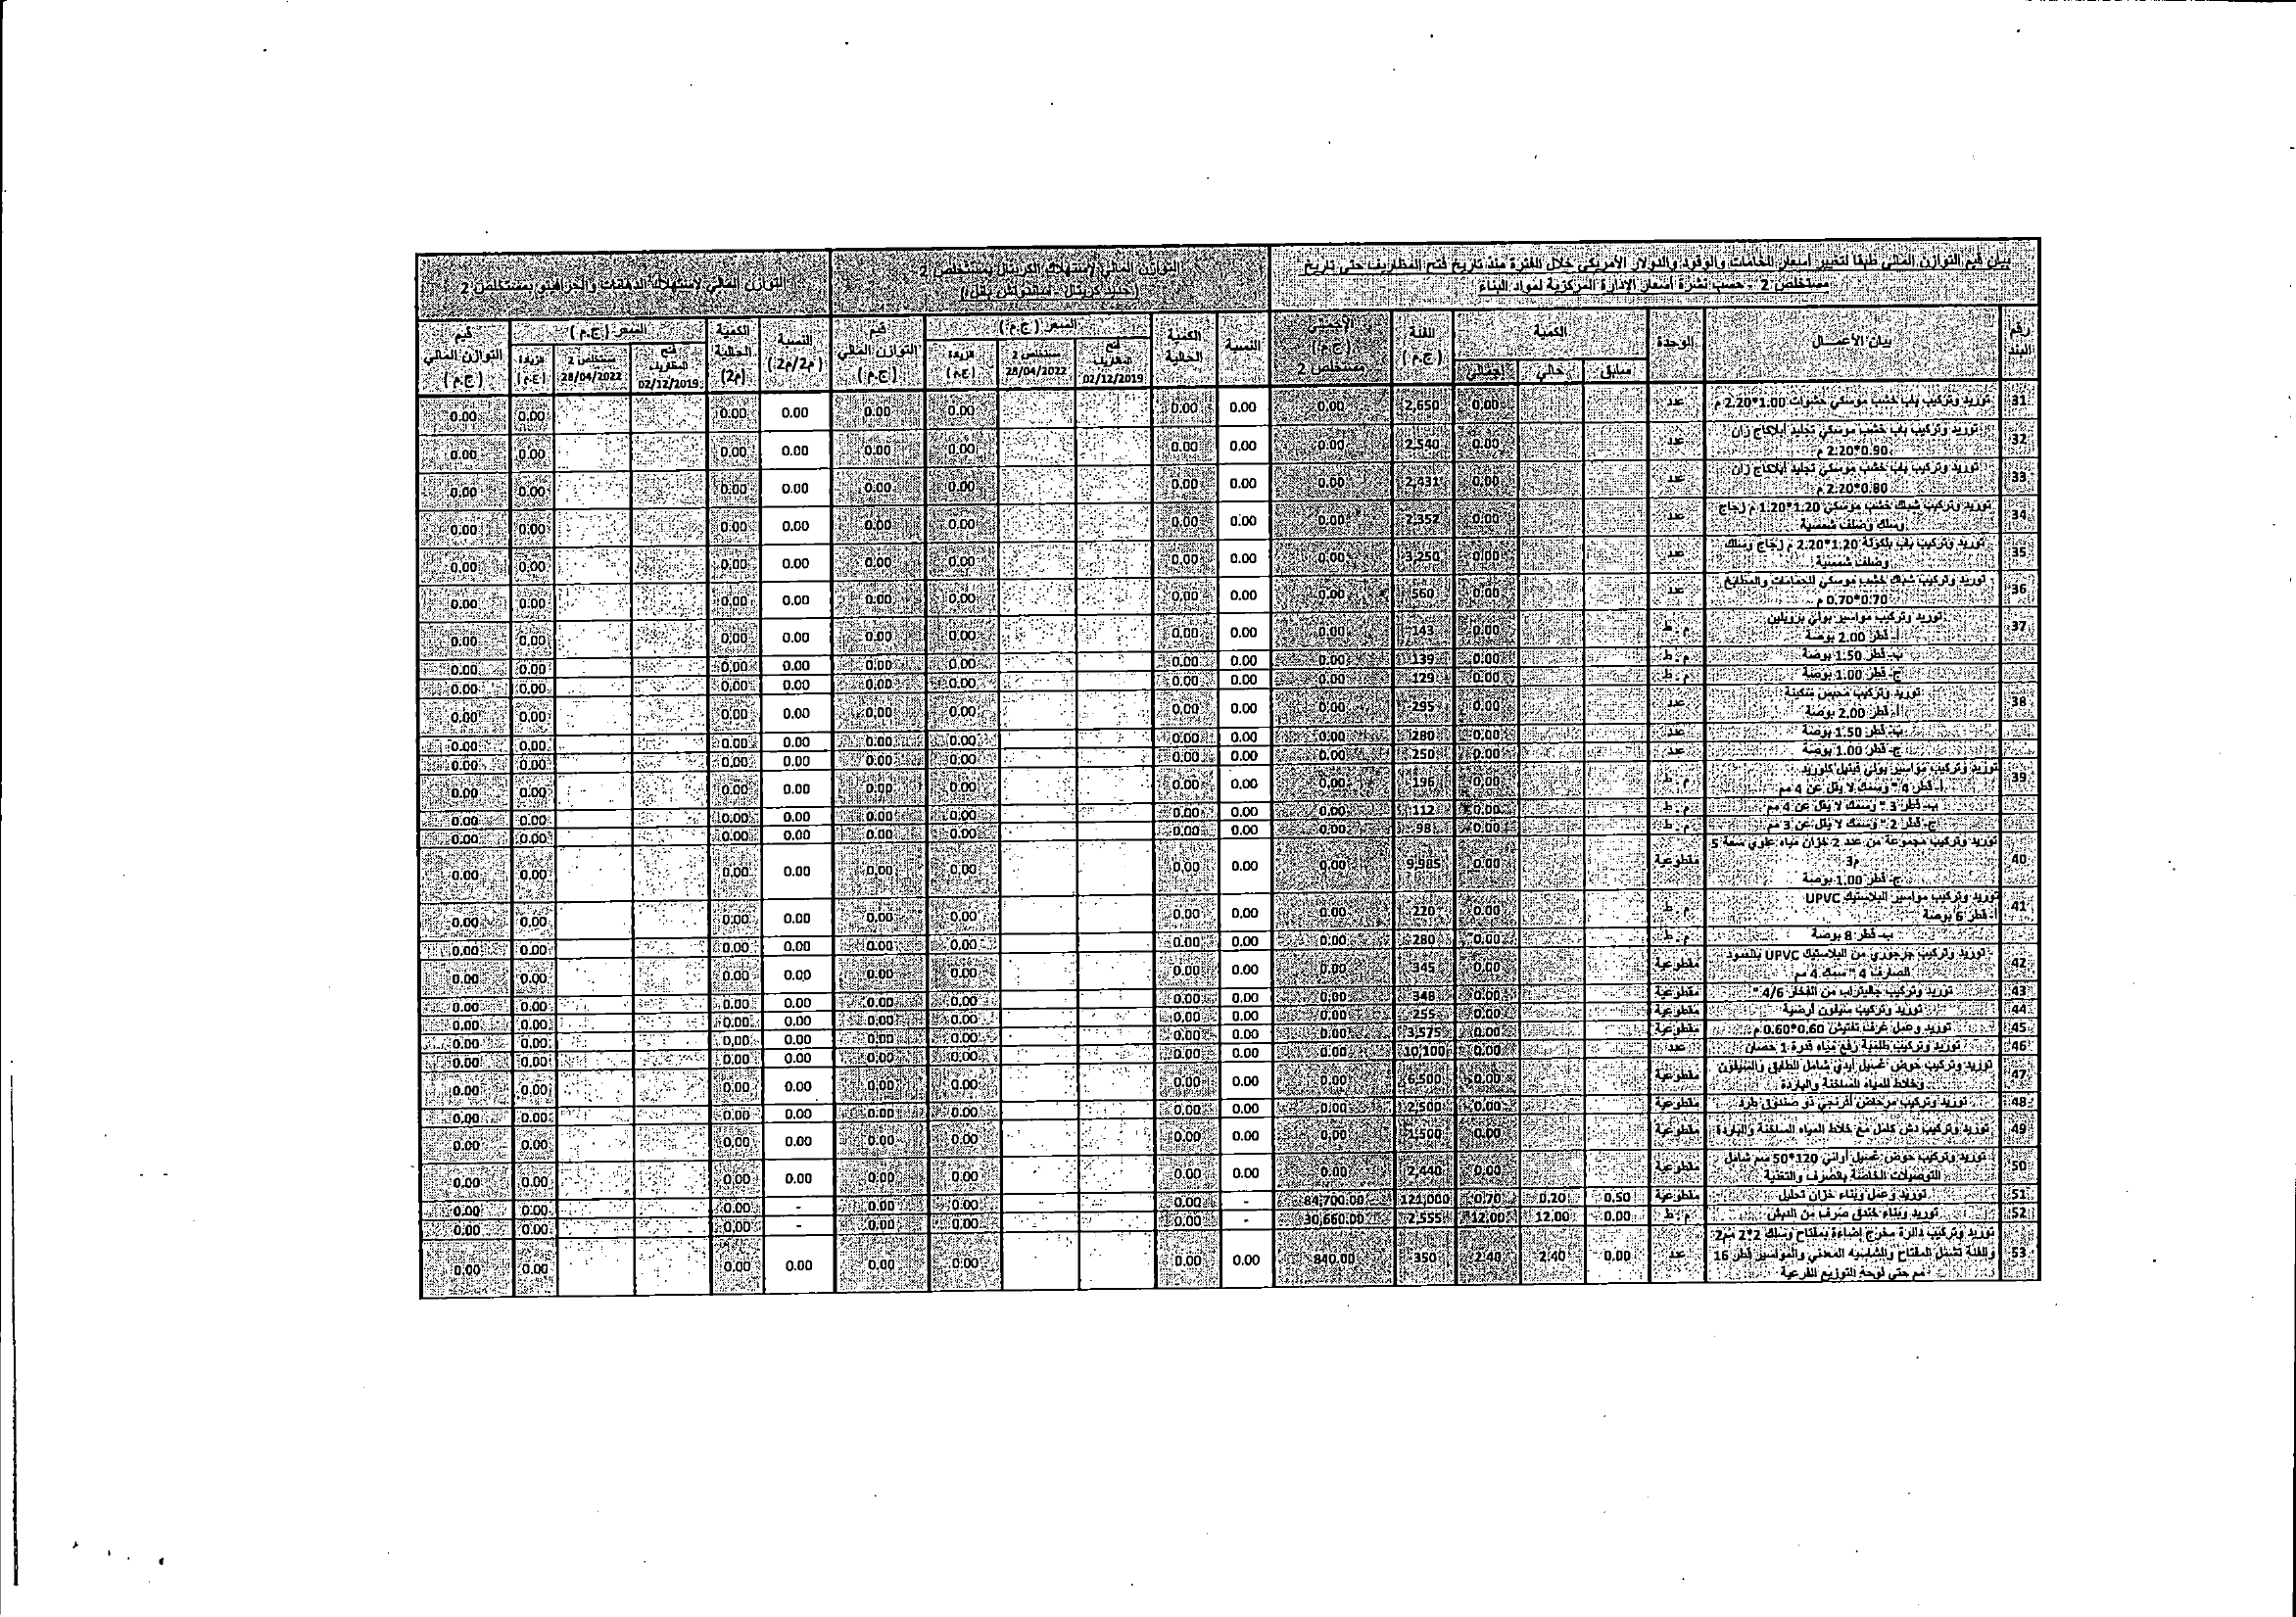 بيان قيم التوازن المالي طبقا لتغيير أسعار الخامات والوقود والدولار الأمريكي خلال الفترة منذ تاريخ فتح المظاريف حتى تاريخ
مستخلص 2 - حسب نشرة أسعار الإدارة المركزية لمواد البناء
التوازن المالي لاستهلاك الكريتال بمستخلص 2
التوازن المالي لاستهلاك الدهانات والجرافيتو بمستخلص 2
رقم البند | بيان الأعمال | الوحدة | الكمية | الفئة (ج.م) | (ج.م) مستخلص 2 | النسبة | الكمية الحالية | السعر (ج.م) | قيم التوازن المالي (ج.م) | النسبة (م2/م2) | الكمية الحالية (م2) | السعر (ج.م) | قيم التوازن المالي (ج.م)
سابق | حالي | إجمالي | فتح المظاريف 02/12/2019 | مستخلص 2 28/04/2022 | الزيادة (ج.م) | فتح المظاريف 02/12/2019 | مستخلص 2 28/04/2022 | الزيادة (ج.م)
31 | توريد وتركيب باب خشب موسكي حشوات 1.00*2.20 م | عدد | 0.00 | 2,650 | 0.00 | 0.00 | 0.00 | 0.00 | 0.00 | 0.00 | 0.00 | 0.00 | 0.00
32 | توريد وتركيب باب خشب موسكي تجليد أبلاكاج زان
0.90*2.20 م | عدد | 0.00 | 2,540 | 0.00 | 0.00 | 0.00 | 0.00 | 0.00 | 0.00 | 0.00 | 0.00 | 0.00
33 | توريد وتركيب باب خشب موسكي تجليد أبلاكاج زان
0.80*2.20 م | عدد | 0.00 | 2,431 | 0.00 | 0.00 | 0.00 | 0.00 | 0.00 | 0.00 | 0.00 | 0.00 | 0.00
34 | توريد وتركيب شباك خشب موسكي 1.20*1.20 م زجاج
وسلك وضلف شمسية | عدد | 0.00 | 2,352 | 0.00 | 0.00 | 0.00 | 0.00 | 0.00 | 0.00 | 0.00 | 0.00 | 0.00
35 | توريد وتركيب باب بلكونة 1.20*2.20 م زجاج وسلك
وضلف شمسية | عدد | 0.00 | 3,250 | 0.00 | 0.00 | 0.00 | 0.00 | 0.00 | 0.00 | 0.00 | 0.00 | 0.00
36 | توريد وتركيب شباك خشب موسكي للحمامات والمطابخ
0.70*0.70 م | عدد | 0.00 | 560 | 0.00 | 0.00 | 0.00 | 0.00 | 0.00 | 0.00 | 0.00 | 0.00 | 0.00
37 | توريد وتركيب مواسير بولي بروبلين
أ- قطر 2.00 بوصة | م.ط | 0.00 | 143 | 0.00 | 0.00 | 0.00 | 0.00 | 0.00 | 0.00 | 0.00 | 0.00 | 0.00
ب- قطر 1.50 بوصة | م.ط | 0.00 | 139 | 0.00 | 0.00 | 0.00 | 0.00 | 0.00 | 0.00 | 0.00 | 0.00 | 0.00
ج- قطر 1.00 بوصة | م.ط | 0.00 | 129 | 0.00 | 0.00 | 0.00 | 0.00 | 0.00 | 0.00 | 0.00 | 0.00 | 0.00
38 | توريد وتركيب محبس سكينة
أ- قطر 2.00 بوصة | عدد | 0.00 | 295 | 0.00 | 0.00 | 0.00 | 0.00 | 0.00 | 0.00 | 0.00 | 0.00 | 0.00
ب- قطر 1.50 بوصة | عدد | 0.00 | 280 | 0.00 | 0.00 | 0.00 | 0.00 | 0.00 | 0.00 | 0.00 | 0.00 | 0.00
ج- قطر 1.00 بوصة | عدد | 0.00 | 250 | 0.00 | 0.00 | 0.00 | 0.00 | 0.00 | 0.00 | 0.00 | 0.00 | 0.00
39 | توريد وتركيب مواسير بولي فينيل كلوريد
أ- قطر 4 " وسمك لا يقل عن 4 مم | م.ط | 0.00 | 196 | 0.00 | 0.00 | 0.00 | 0.00 | 0.00 | 0.00 | 0.00 | 0.00 | 0.00
ب- قطر 3 " وسمك لا يقل عن 4 مم | م.ط | 0.00 | 112 | 0.00 | 0.00 | 0.00 | 0.00 | 0.00 | 0.00 | 0.00 | 0.00 | 0.00
ج- قطر 2 " وسمك لا يقل عن 3 مم | م.ط | 0.00 | 98 | 0.00 | 0.00 | 0.00 | 0.00 | 0.00 | 0.00 | 0.00 | 0.00 | 0.00
40 | توريد وتركيب مجموعة من عدد 2 خزان مياه علوي سعة 5
م3
ج- قطر 1.00 بوصة | مقطوعية | 0.00 | 9,985 | 0.00 | 0.00 | 0.00 | 0.00 | 0.00 | 0.00 | 0.00 | 0.00 | 0.00
41 | توريد وتركيب مواسير البلاستيك UPVC
أ- قطر 6 بوصة | م.ط | 0.00 | 220 | 0.00 | 0.00 | 0.00 | 0.00 | 0.00 | 0.00 | 0.00 | 0.00 | 0.00
ب- قطر 8 بوصة | م.ط | 0.00 | 280 | 0.00 | 0.00 | 0.00 | 0.00 | 0.00 | 0.00 | 0.00 | 0.00 | 0.00
42 | توريد وتركيب جرجوري من البلاستيك UPVC بالعمود
الصارف 4 " سمك 4 مم | مقطوعية | 0.00 | 345 | 0.00 | 0.00 | 0.00 | 0.00 | 0.00 | 0.00 | 0.00 | 0.00 | 0.00
43 | توريد وتركيب جاليتراب من الفخار 4/6 " | مقطوعية | 0.00 | 348 | 0.00 | 0.00 | 0.00 | 0.00 | 0.00 | 0.00 | 0.00 | 0.00 | 0.00
44 | توريد وتركيب سيفون أرضية | مقطوعية | 0.00 | 255 | 0.00 | 0.00 | 0.00 | 0.00 | 0.00 | 0.00 | 0.00 | 0.00 | 0.00
45 | توريد وعمل غرف تفتيش 0.60*0.60 م | مقطوعية | 0.00 | 3,575 | 0.00 | 0.00 | 0.00 | 0.00 | 0.00 | 0.00 | 0.00 | 0.00 | 0.00
46 | توريد وتركيب طلمبة رفع مياه قدرة 1 حصان | عدد | 0.00 | 10,100 | 0.00 | 0.00 | 0.00 | 0.00 | 0.00 | 0.00 | 0.00 | 0.00 | 0.00
47 | توريد وتركيب حوض غسيل أيدي شامل الطابق والسيفون
وخلاط للمياه الساخنة والباردة | مقطوعية | 0.00 | 6,500 | 0.00 | 0.00 | 0.00 | 0.00 | 0.00 | 0.00 | 0.00 | 0.00 | 0.00
48 | توريد وتركيب مرحاض أفرنجي ذو صندوق طرد | مقطوعية | 0.00 | 2,500 | 0.00 | 0.00 | 0.00 | 0.00 | 0.00 | 0.00 | 0.00 | 0.00 | 0.00
49 | توريد وتركيب دش كامل مع خلاط المياه الساخنة والباردة | مقطوعية | 0.00 | 1,500 | 0.00 | 0.00 | 0.00 | 0.00 | 0.00 | 0.00 | 0.00 | 0.00 | 0.00
50 | توريد وتركيب حوض غسيل أواني 120*50 سم شامل
التوصيلات الخاصة بالصرف والتغذية | مقطوعية | 0.00 | 2,440 | 0.00 | 0.00 | 0.00 | 0.00 | 0.00 | 0.00 | 0.00 | 0.00 | 0.00
51 | توريد وعمل وبناء خزان تحليل | مقطوعية | 0.50 | 0.20 | 0.70 | 121,000 | 84,700.00 | - | 0.00 | 0.00 | 0.00 | - | 0.00 | 0.00 | 0.00
52 | توريد وبناء خندق صرف من الدبش | م.ط | 0.00 | 12.00 | 12.00 | 2,555 | 30,660.00 | - | 0.00 | 0.00 | 0.00 | - | 0.00 | 0.00 | 0.00
53 | توريد وتركيب دائرة مخرج إضاءة بمفتاح وسلك 2*2 مم2
والفئة تشمل المفتاح والشاسيه المعدني والمواسير قطر 16
مم حتى لوحة التوزيع الفرعية | عدد | 0.00 | 2.40 | 2.40 | 350 | 840.00 | 0.00 | 0.00 | 0.00 | 0.00 | 0.00 | 0.00 | 0.00 | 0.00